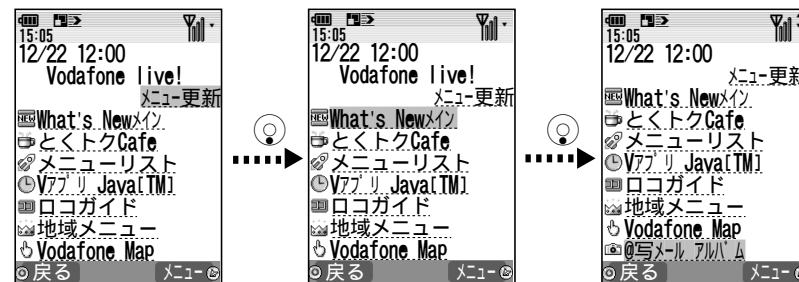 15:05
12/22 12:00
Vodafone live!
ﾒﾆｭｰ更新
NEW What's Newﾒｲﾝ
とくトクCafe
メニューリスト
Vｱﾌﾟﾘ Java[TM]
ロコガイド
地域メニュー
Vodafone Map
戻る ﾒﾆｭｰ
15:05
12/22 12:00
Vodafone live!
ﾒﾆｭｰ更新
NEW What's Newﾒｲﾝ
とくトクCafe
メニューリスト
Vｱﾌﾟﾘ Java[TM]
ロコガイド
地域メニュー
Vodafone Map
戻る ﾒﾆｭｰ
15:05
12/22 12:00
ﾒﾆｭｰ更新
NEW What's Newﾒｲﾝ
とくトクCafe
メニューリスト
Vｱﾌﾟﾘ Java[TM]
ロコガイド
地域メニュー
Vodafone Map
@写ﾒｰﾙ ｱﾙﾊﾞﾑ
戻る ﾒﾆｭｰ